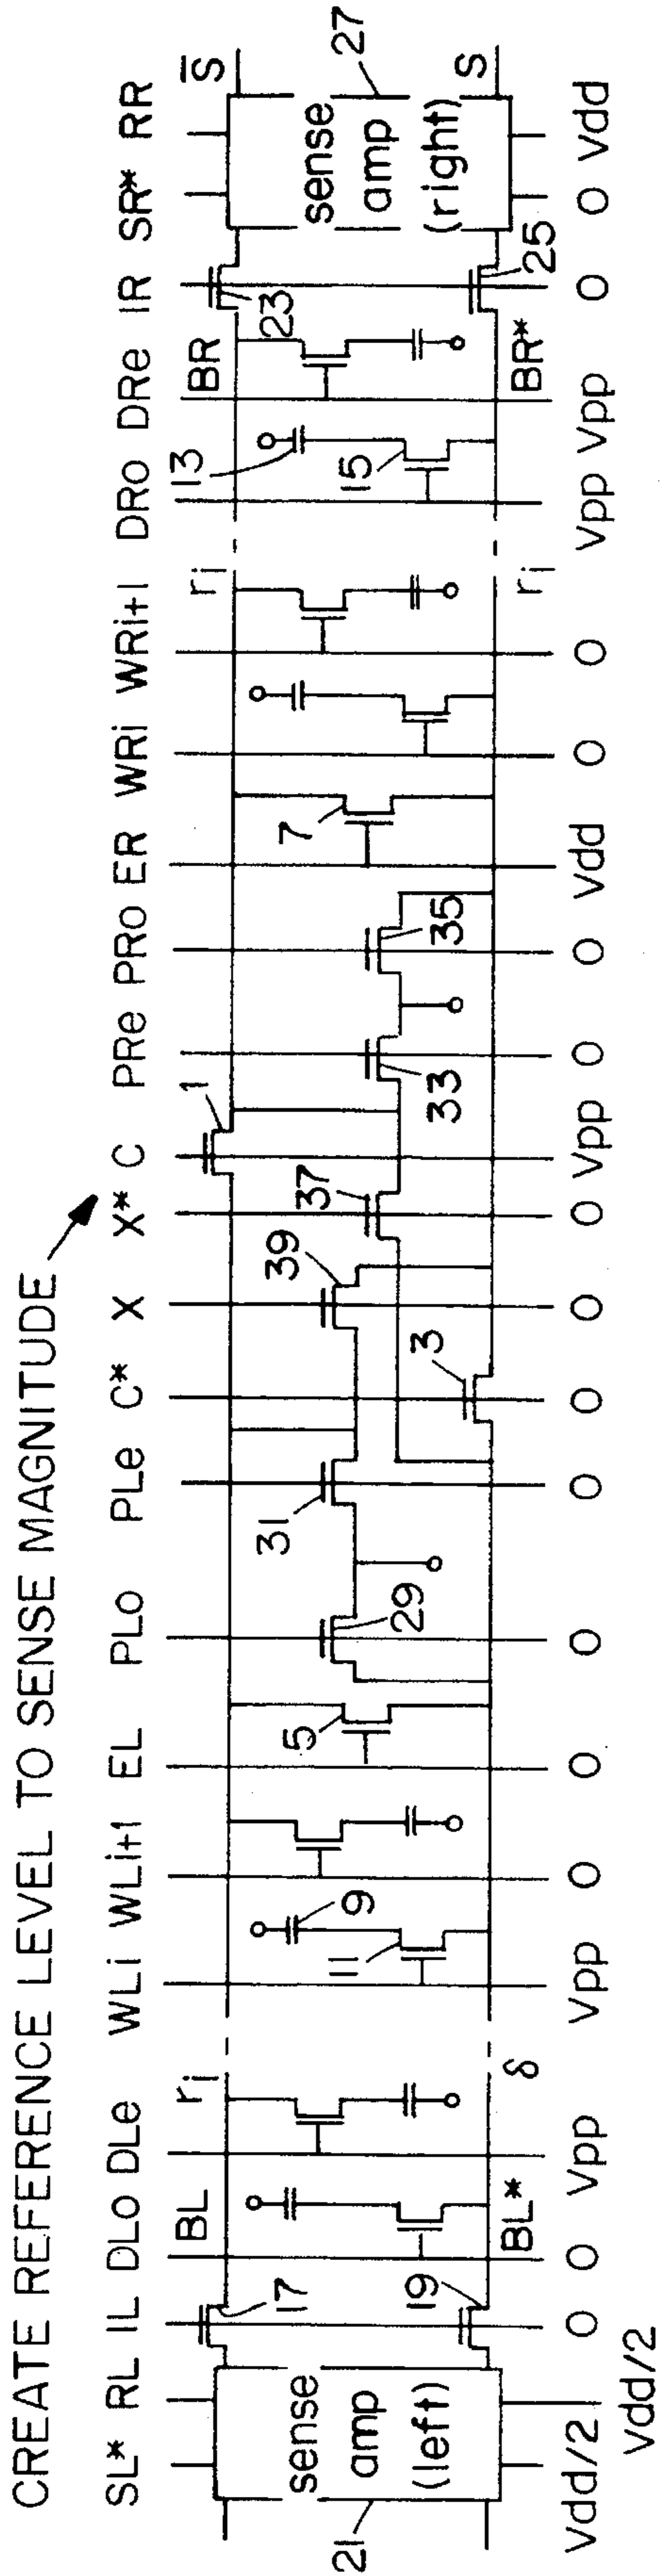 CREATE REFERENCE LEVEL TO SENSE MAGNITUDE
SL* RL IL DLo DLe WLi WLi+1 EL PLo PLe C* X X* C PRe PRo ER WRi WRi+1 DRo DRe IR SR* RR
BL ri ri BR S̅
17 9 5 31 39 37 1 7 13 23 27
sense amp (left)
sense amp (right)
11 29 3 33 35 15
21 19 BL* δ ri BR* 25 S
Vdd/2 Vdd/2 0 0 Vpp Vpp 0 0 0 0 0 0 0 Vpp 0 0 Vdd 0 0 Vpp Vpp 0 0 Vdd